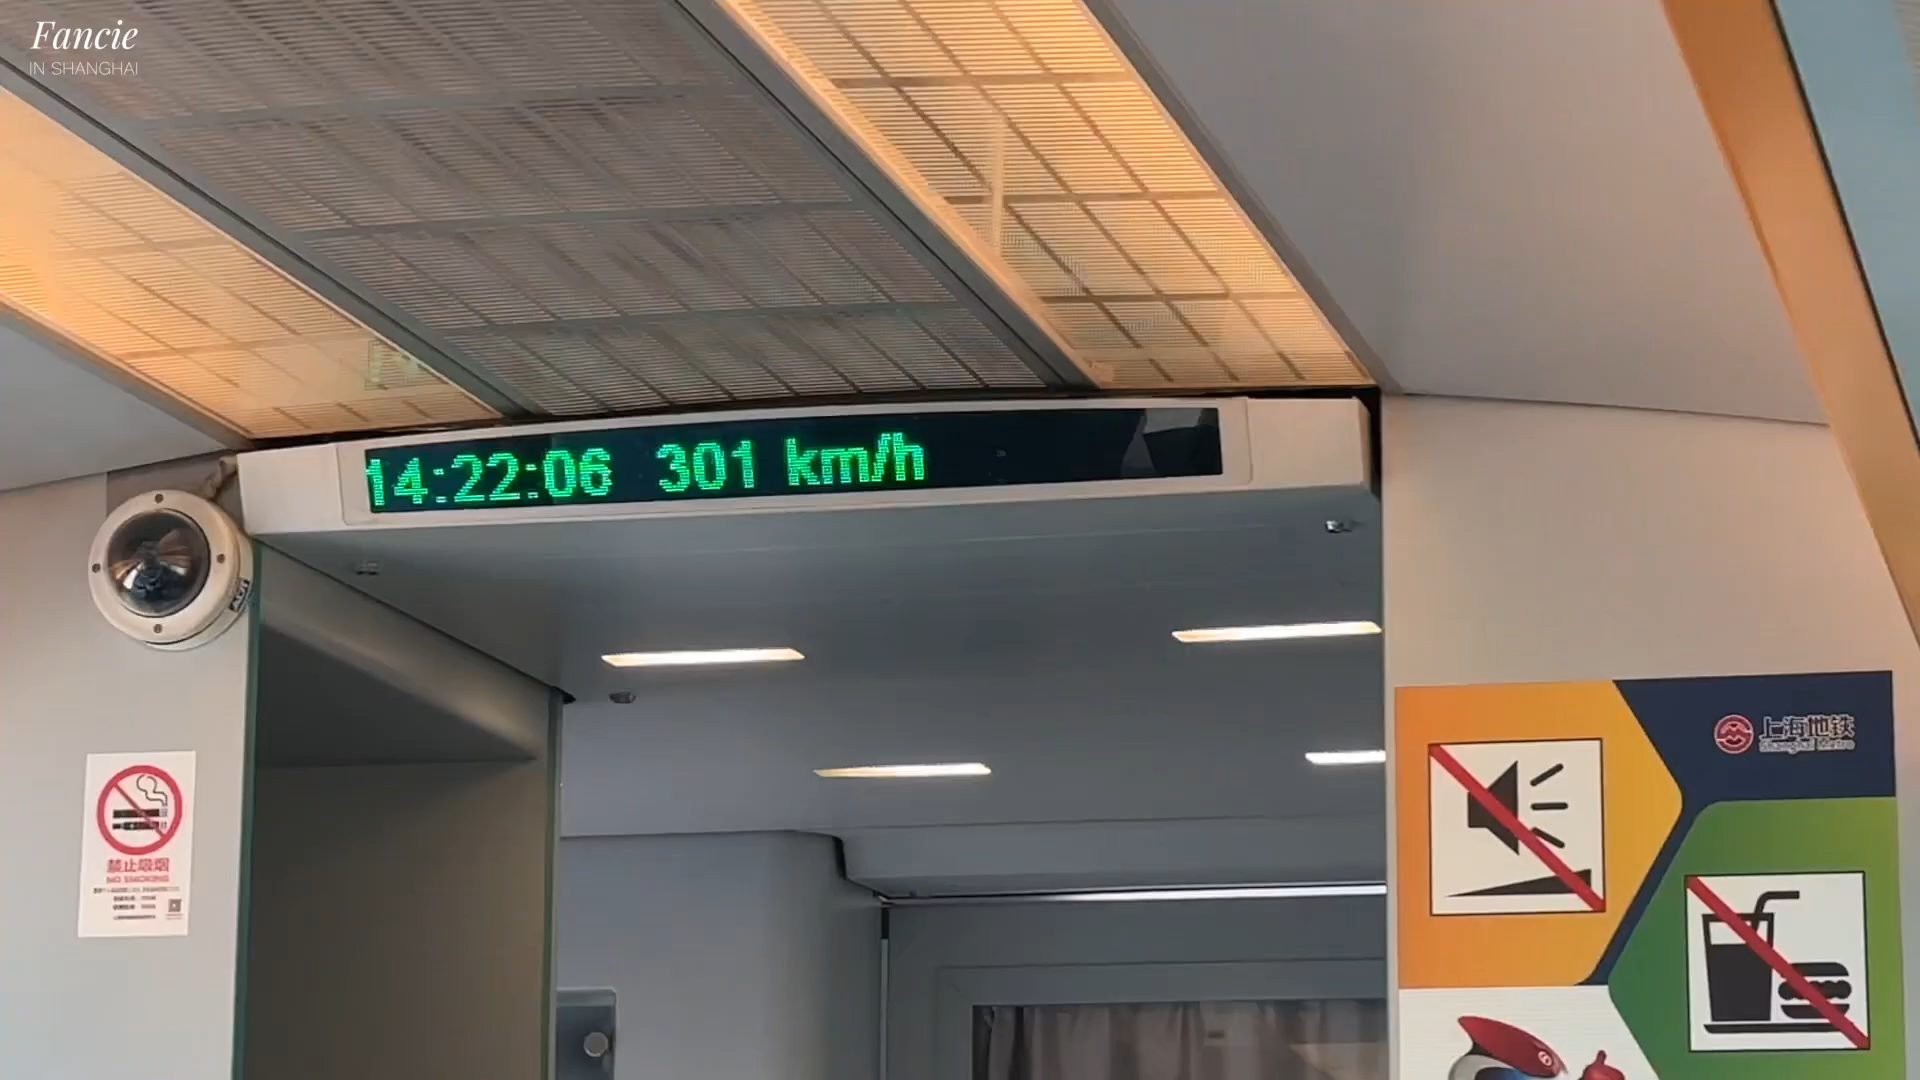 Fancie
IN SHANGHAI
14:22:06 301 km/h
上海地铁
Shanghai Metro
禁止吸烟
NO SMOKING